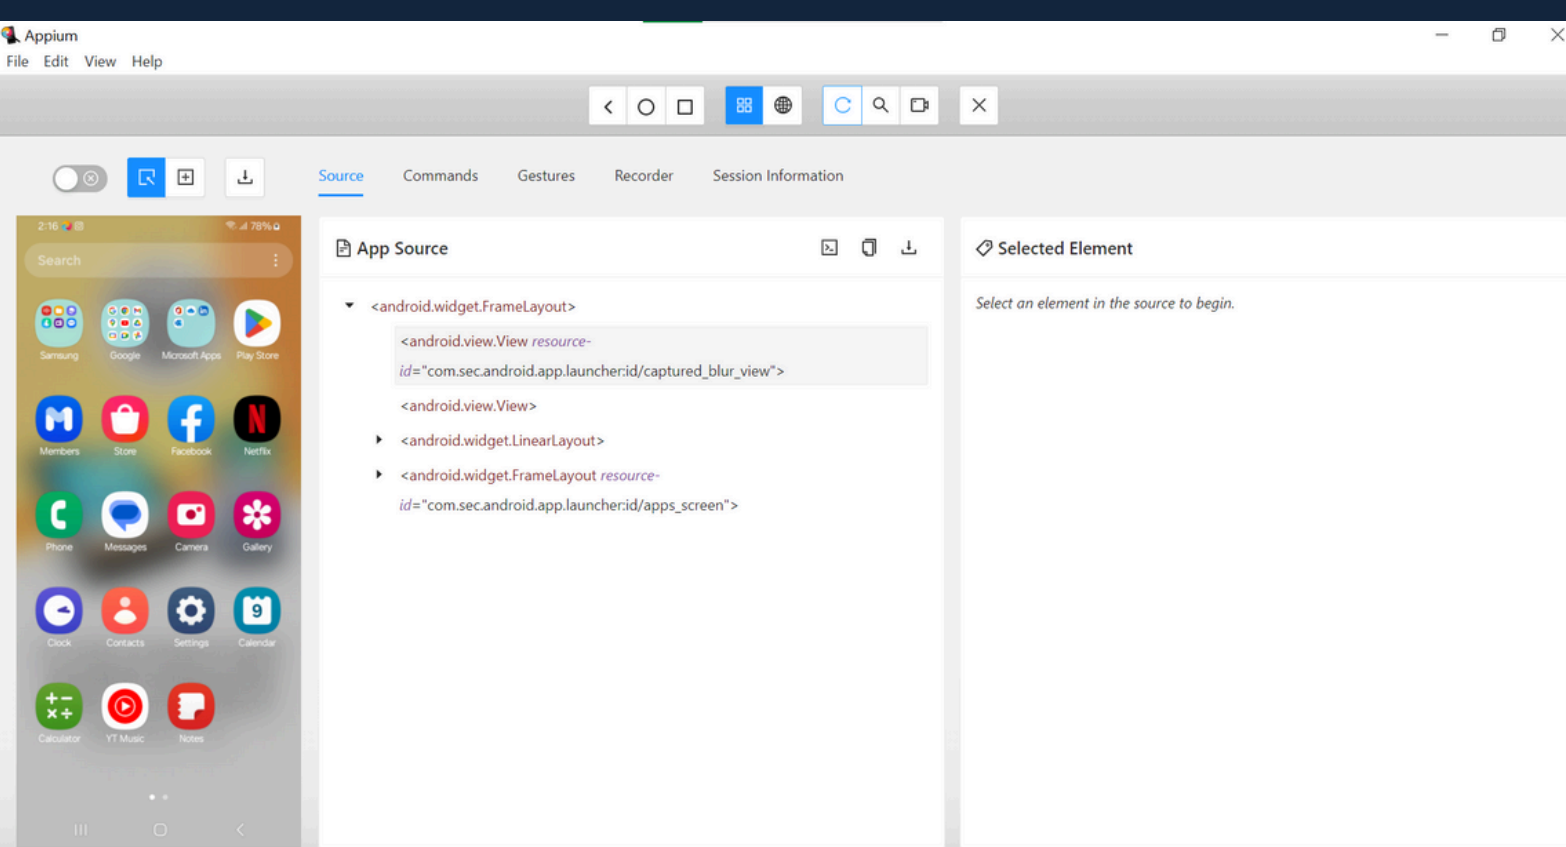 Appium
File Edit View Help
Source Commands Gestures Recorder Session Information
2:16 78%
Search
Samsung Google Microsoft Apps Play Store
Members Store Facebook Netflix
Phone Messages Camera Gallery
9
Clock Contacts Settings Calendar
Calculator YT Music Notes
App Source
<android.widget.FrameLayout>
<android.view.View resource-
id="com.sec.android.app.launcher:id/captured_blur_view">
<android.view.View>
<android.widget.LinearLayout>
<android.widget.FrameLayout resource-
id="com.sec.android.app.launcher:id/apps_screen">
Selected Element
Select an element in the source to begin.